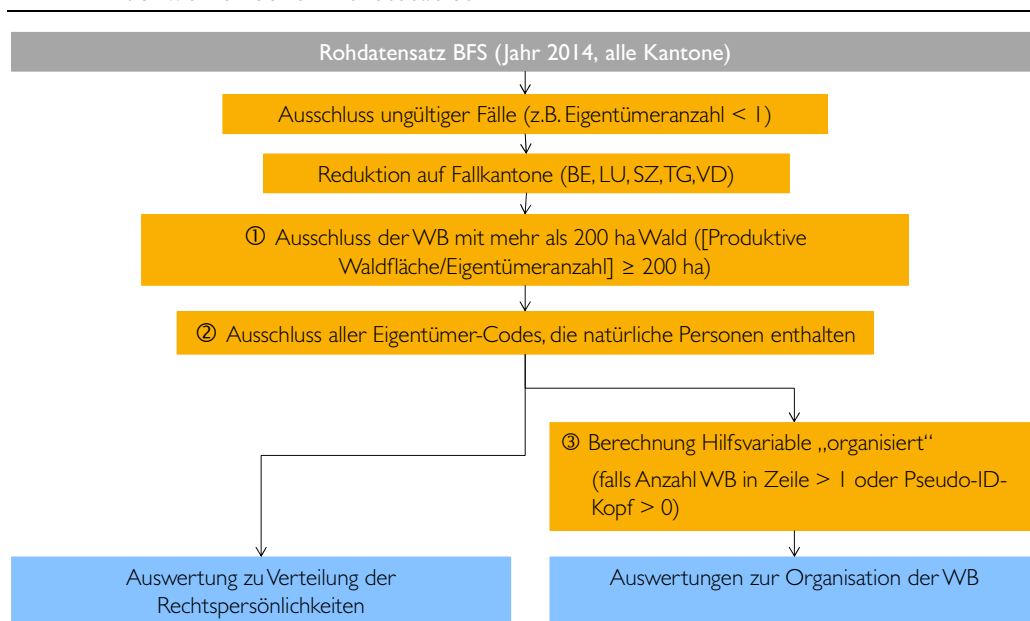 Rohdatensatz BFS (Jahr 2014, alle Kantone)
Ausschluss ungültiger Fälle (z.B. Eigentümeranzahl < 1)
Reduktion auf Fallkantone (BE, LU, SZ, TG, VD)
① Ausschluss der WB mit mehr als 200 ha Wald ([Produktive
Waldfläche/Eigentümeranzahl] ≥ 200 ha)
② Ausschluss aller Eigentümer-Codes, die natürliche Personen enthalten
③ Berechnung Hilfsvariable „organisiert“
(falls Anzahl WB in Zeile > 1 oder Pseudo-ID-
Kopf > 0)
Auswertung zu Verteilung der
Rechtspersönlichkeiten
Auswertungen zur Organisation der WB